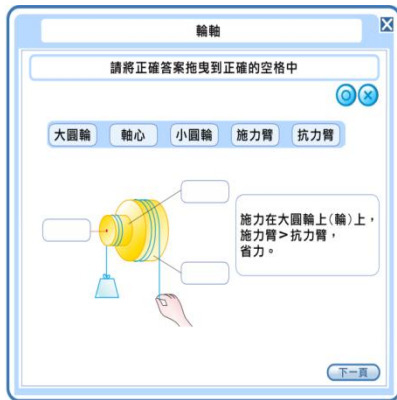 輪軸
請將正確答案拖曳到正確的空格中
大圓輪 軸心 小圓輪 施力臂 抗力臂
施力在大圓輪上(輪)上，
施力臂＞抗力臂，
省力。
下一頁